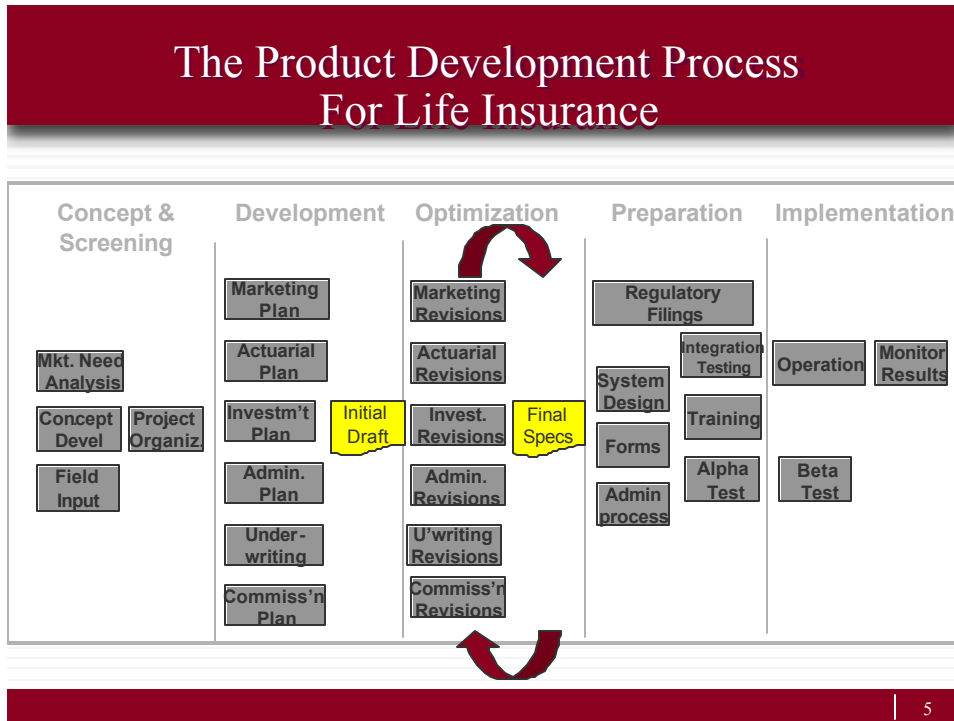 The Product Development Process
For Life Insurance
Concept &
Screening
Development
Optimization
Preparation
Implementation
Mkt. Need
Analysis
Concept
Devel
Project
Organiz.
Field
Input
Marketing
Plan
Actuarial
Plan
Investm't
Plan
Admin.
Plan
Under-
writing
Commiss'n
Plan
Initial
Draft
Marketing
Revisions
Actuarial
Revisions
Invest.
Revisions
Admin.
Revisions
U'writing
Revisions
Commiss'n
Revisions
Final
Specs
Regulatory
Filings
Integration
Testing
System
Design
Training
Forms
Alpha
Test
Admin
process
Operation
Monitor
Results
Beta
Test
5